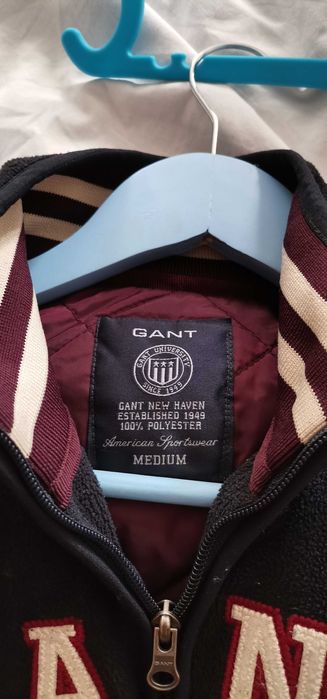 GANT
GANT UNIVERSITY
SINCE 1949
GANT NEW HAVEN
ESTABLISHED 1949
100% POLYESTER
American Sportswear
MEDIUM
GANT
A N